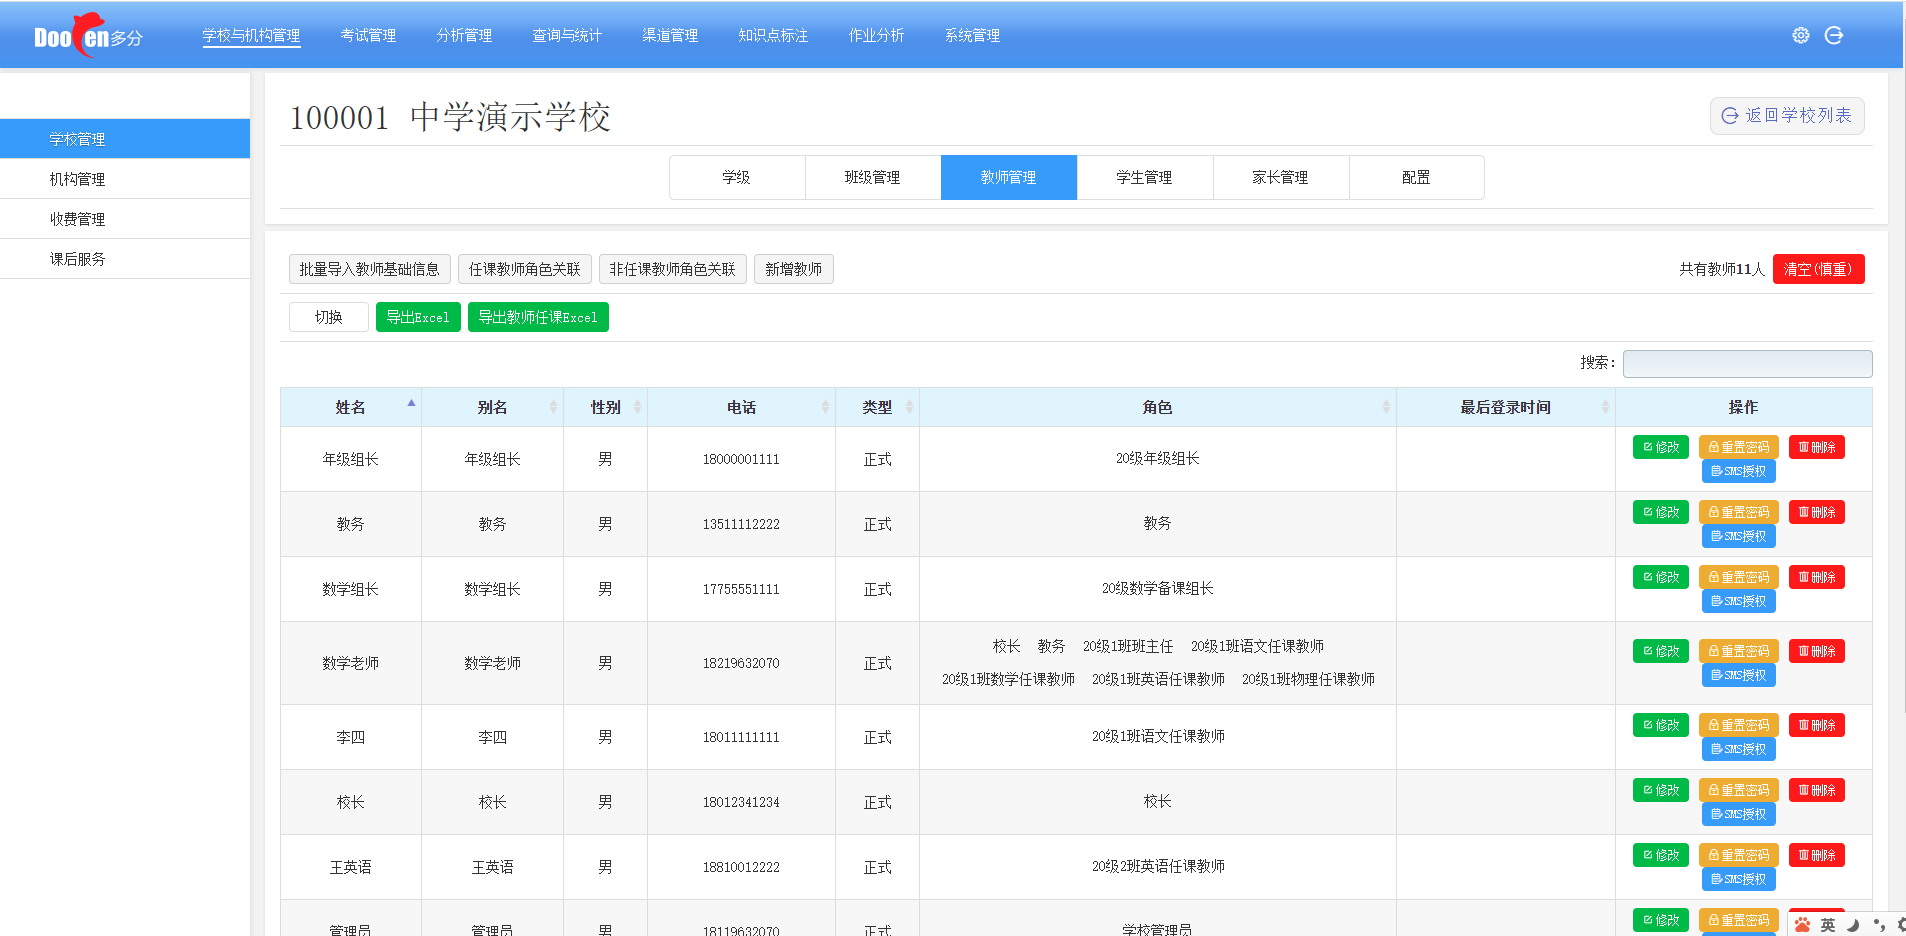 Doofen多分 学校与机构管理 考试管理 分析管理 查询与统计 渠道管理 知识点标注 作业分析 系统管理
学校管理
机构管理
收费管理
课后服务
100001 中学演示学校 返回学校列表
学级 班级管理 教师管理 学生管理 家长管理 配置
批量导入教师基础信息 任课教师角色关联 非任课教师角色关联 新增教师 共有教师11人 清空(慎重)
切换 导出Excel 导出教师任课Excel
搜索:
姓名 别名 性别 电话 类型 角色 最后登录时间 操作
年级组长 年级组长 男 18000001111 正式 20级年级组长 修改 重置密码 删除
SMS授权
教务 教务 男 13511112222 正式 教务 修改 重置密码 删除
SMS授权
数学组长 数学组长 男 17755551111 正式 20级数学备课组长 修改 重置密码 删除
SMS授权
数学老师 数学老师 男 18219632070 正式 校长 教务 20级1班班主任 20级1班语文任课教师
20级1班数学任课教师 20级1班英语任课教师 20级1班物理任课教师 修改 重置密码 删除
SMS授权
李四 李四 男 18011111111 正式 20级1班语文任课教师 修改 重置密码 删除
SMS授权
校长 校长 男 18012341234 正式 校长 修改 重置密码 删除
SMS授权
王英语 王英语 男 18810012222 正式 20级2班英语任课教师 修改 重置密码 删除
SMS授权
管理员 管理员 男 18119632070 正式 学校管理员 修改 重置密码
英